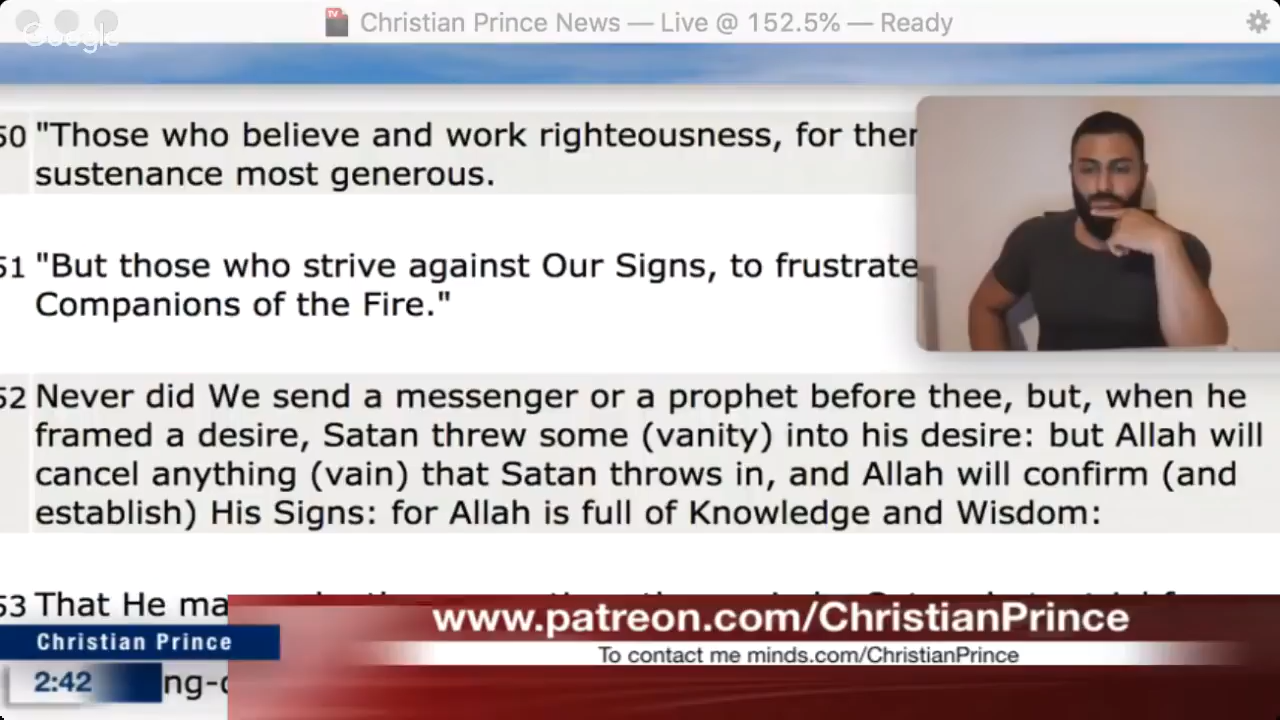 Christian Prince News — Live @ 152.5% — Ready
Google
50 "Those who believe and work righteousness, for
sustenance most generous.
51 "But those who strive against Our Signs, to frustrate
Companions of the Fire."
52 Never did We send a messenger or a prophet before thee, but, when he
framed a desire, Satan threw some (vanity) into his desire: but Allah will
cancel anything (vain) that Satan throws in, and Allah will confirm (and
establish) His Signs: for Allah is full of Knowledge and Wisdom:
53 That He
www.patreon.com/ChristianPrince
Christian Prince
To contact me minds.com/ChristianPrince
2:42